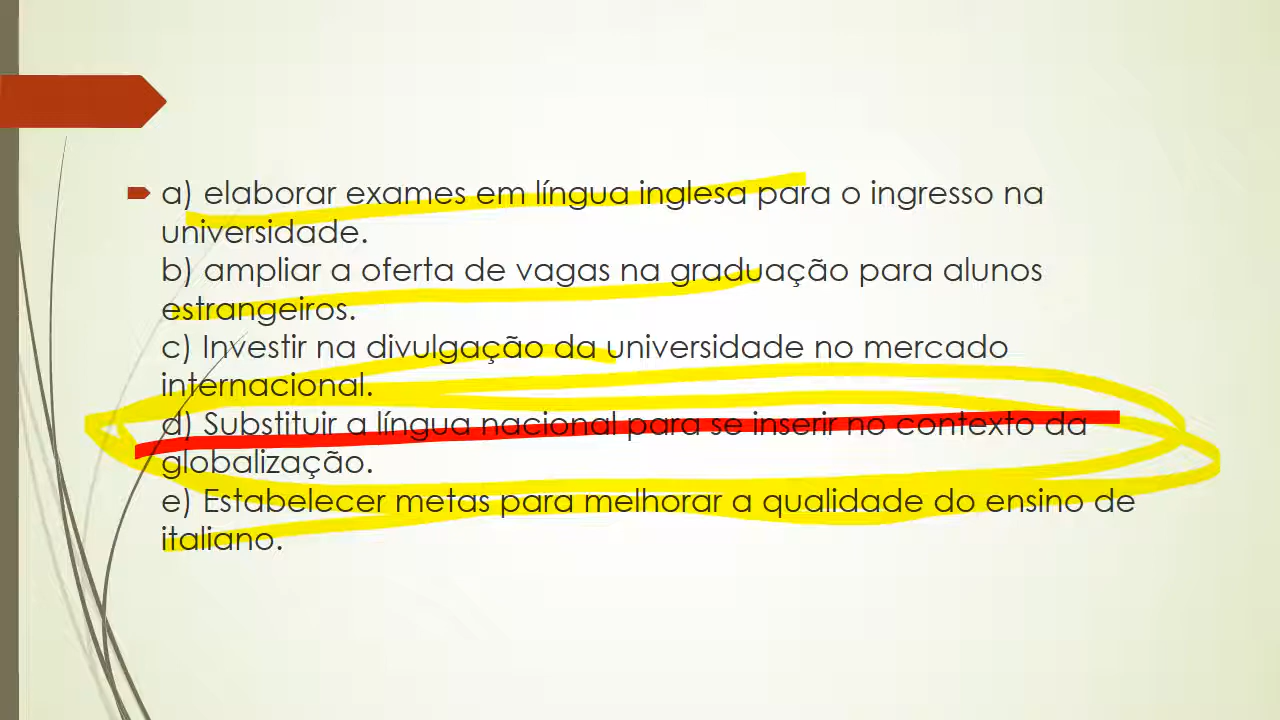 a) elaborar exames em língua inglesa para o ingresso na
universidade.
b) ampliar a oferta de vagas na graduação para alunos
estrangeiros.
c) Investir na divulgação da universidade no mercado
internacional.
d) Substituir a língua nacional para se inserir no contexto da
globalização.
e) Estabelecer metas para melhorar a qualidade do ensino de
italiano.